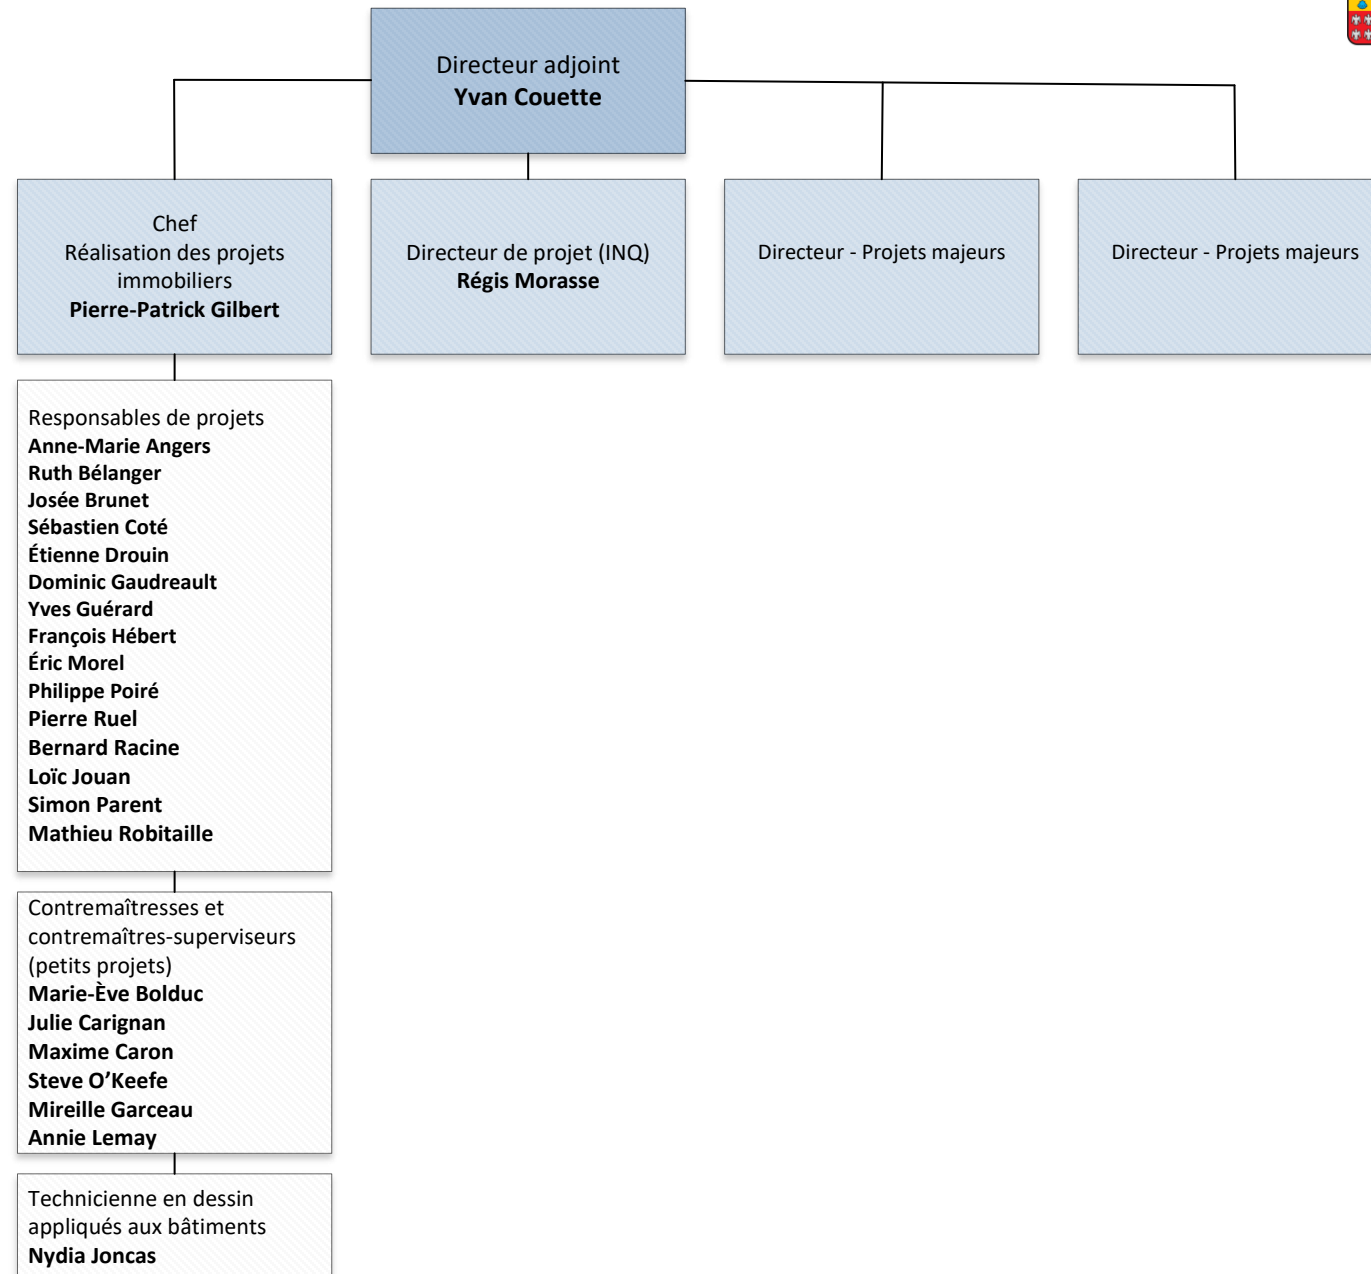 Directeur adjoint
Yvan Couette
Chef
Réalisation des projets
immobiliers
Pierre-Patrick Gilbert
Directeur de projet (INQ)
Régis Morasse
Directeur - Projets majeurs
Directeur - Projets majeurs
Responsables de projets
Anne-Marie Angers
Ruth Bélanger
Josée Brunet
Sébastien Coté
Étienne Drouin
Dominic Gaudreault
Yves Guérard
François Hébert
Éric Morel
Philippe Poiré
Pierre Ruel
Bernard Racine
Loïc Jouan
Simon Parent
Mathieu Robitaille
Contremaîtresses et
contremaîtres-superviseurs
(petits projets)
Marie-Ève Bolduc
Julie Carignan
Maxime Caron
Steve O’Keefe
Mireille Garceau
Annie Lemay
Technicienne en dessin
appliqués aux bâtiments
Nydia Joncas